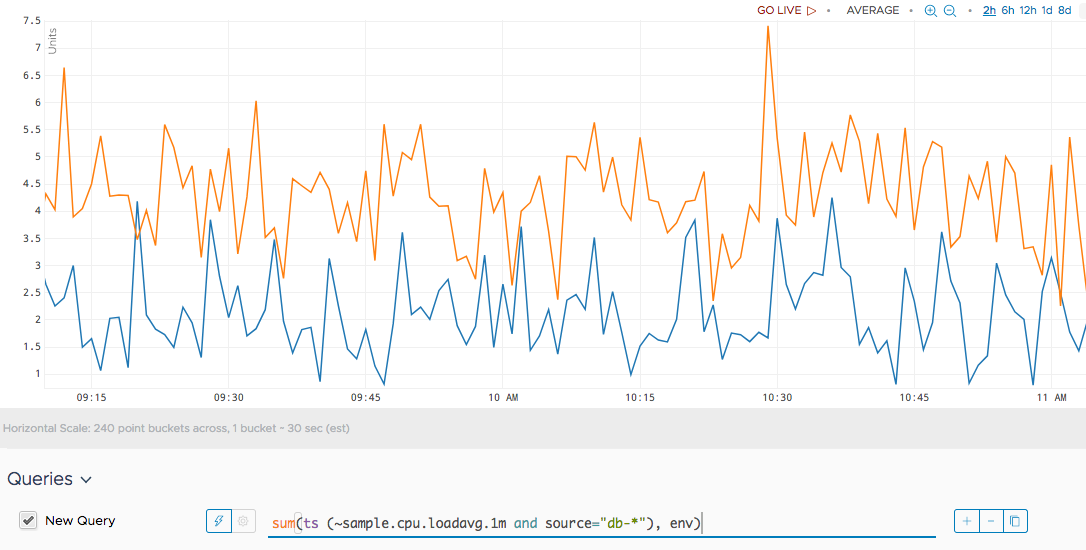 GO LIVE ▷ • AVERAGE • • 2h 6h 12h 1d 8d
Units
7.5
7
6.5
6
5.5
5
4.5
4
3.5
3
2.5
2
1.5
1
09:15 09:30 09:45 10 AM 10:15 10:30 10:45 11 AM
Horizontal Scale: 240 point buckets across, 1 bucket ~ 30 sec (est)
Queries
New Query
sum(ts (~sample.cpu.loadavg.1m and source="db-*"), env)